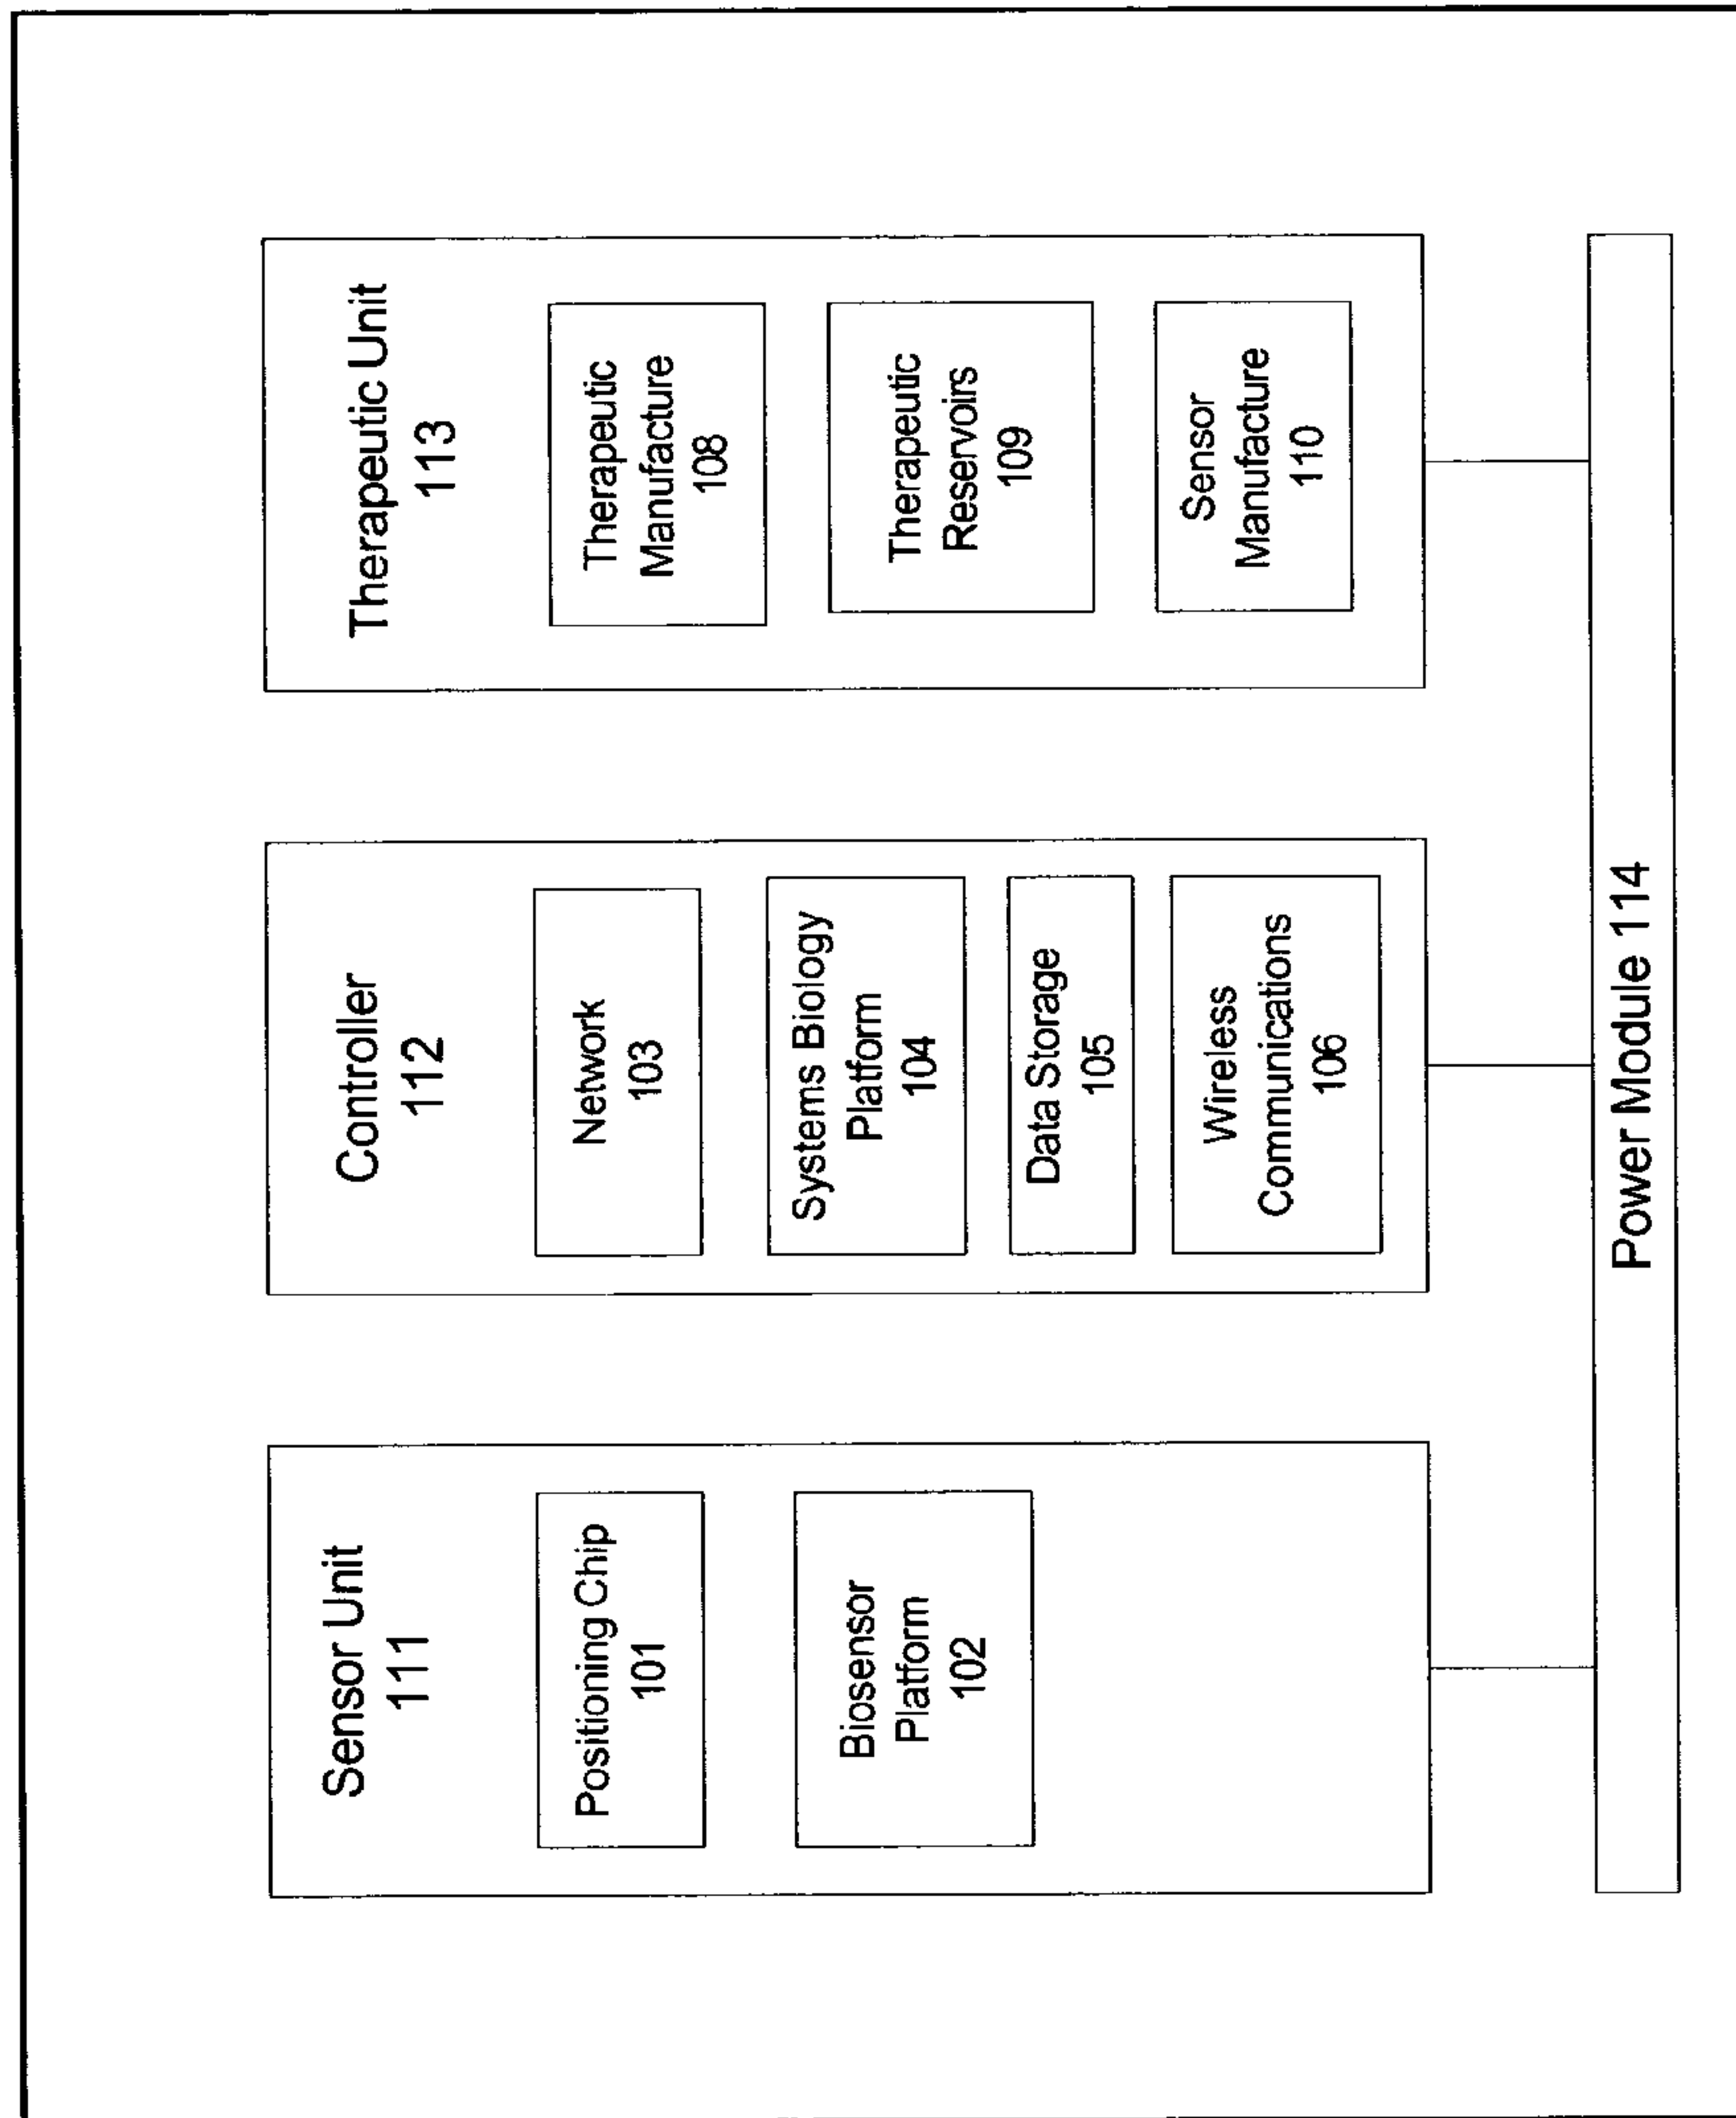 Sensor Unit
111
Positioning Chip
101
Biosensor
Platform
102
Controller
112
Network
103
Systems Biology
Platform
104
Data Storage
105
Wireless
Communications
106
Therapeutic Unit
113
Therapeutic
Manufacture
108
Therapeutic
Reservoirs
109
Sensor
Manufacture
110
Power Module 114